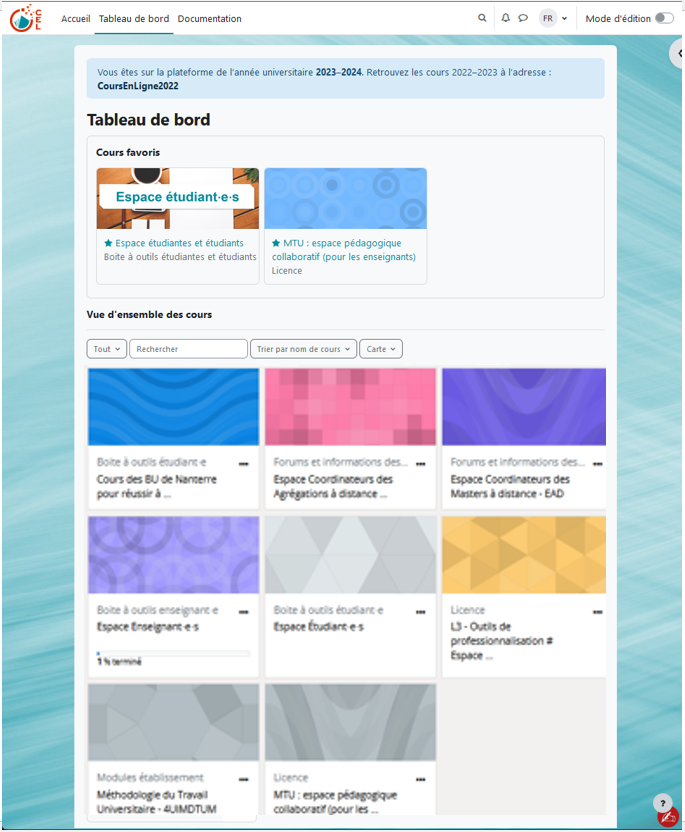 CEL
Accueil Tableau de bord Documentation FR Mode d'édition
Vous êtes sur la plateforme de l'année universitaire 2023–2024. Retrouvez les cours 2022–2023 à l'adresse :
CoursEnLigne2022
Tableau de bord
Cours favoris
Espace étudiant·e·s
Espace étudiantes et étudiants
Boite à outils étudiantes et étudiants
MTU : espace pédagogique
collaboratif (pour les enseignants)
Licence
Vue d'ensemble des cours
Tout Rechercher Trier par nom de cours Carte
Boite à outils étudiant·e
Cours des BU de Nanterre
pour réussir à ...
Forums et informations des...
Espace Coordinateurs des
Agrégations à distance ...
Forums et informations des...
Espace Coordinateurs des
Masters à distance - EAD
Boite à outils enseignant·e
Espace Enseignant·e·s
1 % terminé
Boite à outils étudiant·e
Espace Étudiant·e·s
Licence
L3 - Outils de
professionnalisation #
Espace ...
Modules établissement
Méthodologie du Travail
Universitaire - 4UIMDTUM
Licence
MTU : espace pédagogique
collaboratif (pour les ...
?